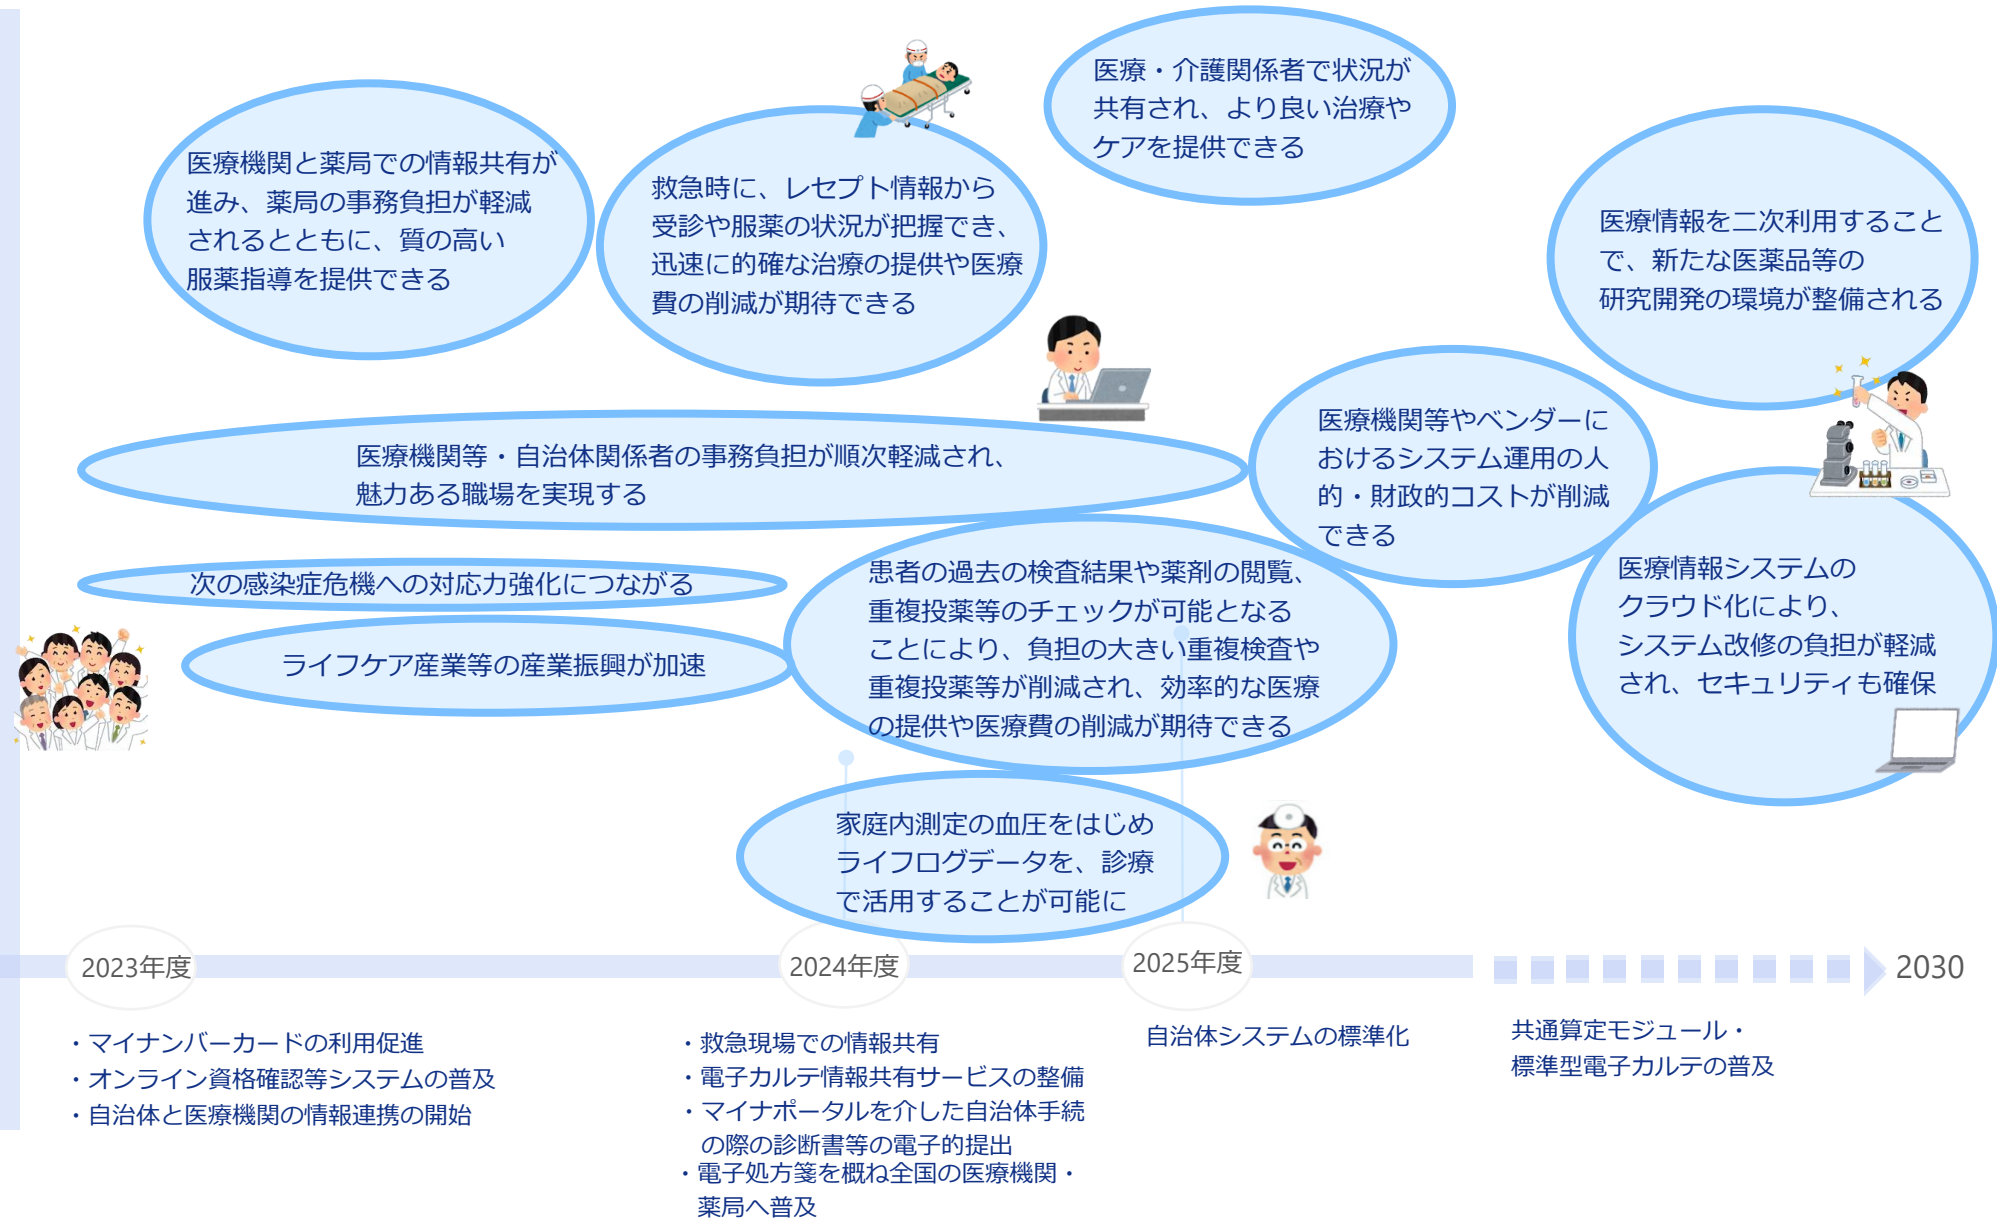 医療・介護関係者で状況が
共有され、より良い治療や
ケアを提供できる
医療機関と薬局での情報共有が
進み、薬局の事務負担が軽減
されるとともに、質の高い
服薬指導を提供できる
救急時に、レセプト情報から
受診や服薬の状況が把握でき、
迅速に的確な治療の提供や医療
費の削減が期待できる
医療情報を二次利用すること
で、新たな医薬品等の
研究開発の環境が整備される
医療機関等・自治体関係者の事務負担が順次軽減され、
魅力ある職場を実現する
医療機関等やベンダーに
おけるシステム運用の人
的・財政的コストが削減
できる
次の感染症危機への対応力強化につながる
ライフケア産業等の産業振興が加速
患者の過去の検査結果や薬剤の閲覧、
重複投薬等のチェックが可能となる
ことにより、負担の大きい重複検査や
重複投薬等が削減され、効率的な医療
の提供や医療費の削減が期待できる
医療情報システムの
クラウド化により、
システム改修の負担が軽減
され、セキュリティも確保
家庭内測定の血圧をはじめ
ライフログデータを、診療
で活用することが可能に
2023年度
2024年度
2025年度
2030
・マイナンバーカードの利用促進
・オンライン資格確認等システムの普及
・自治体と医療機関の情報連携の開始
・救急現場での情報共有
・電子カルテ情報共有サービスの整備
・マイナポータルを介した自治体手続
の際の診断書等の電子的提出
・電子処方箋を概ね全国の医療機関・
薬局へ普及
自治体システムの標準化
共通算定モジュール・
標準型電子カルテの普及